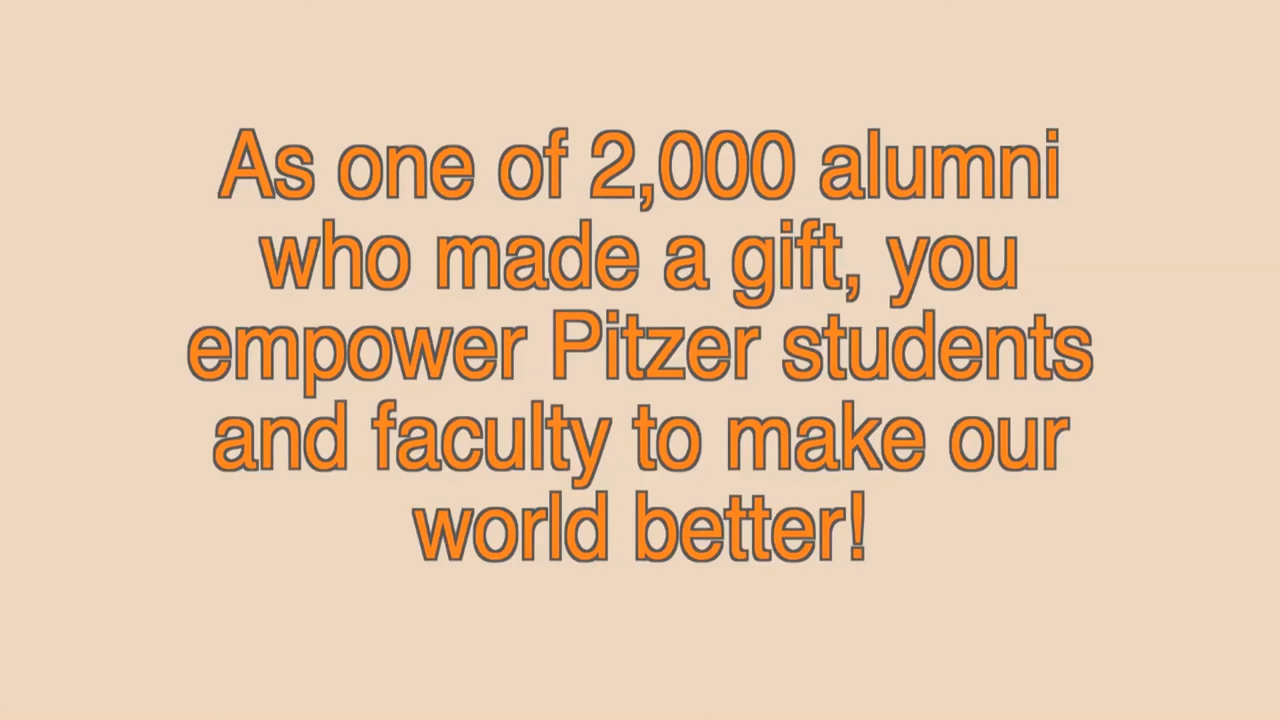 As one of 2,000 alumni
who made a gift, you
empower Pitzer students
and faculty to make our
world better!